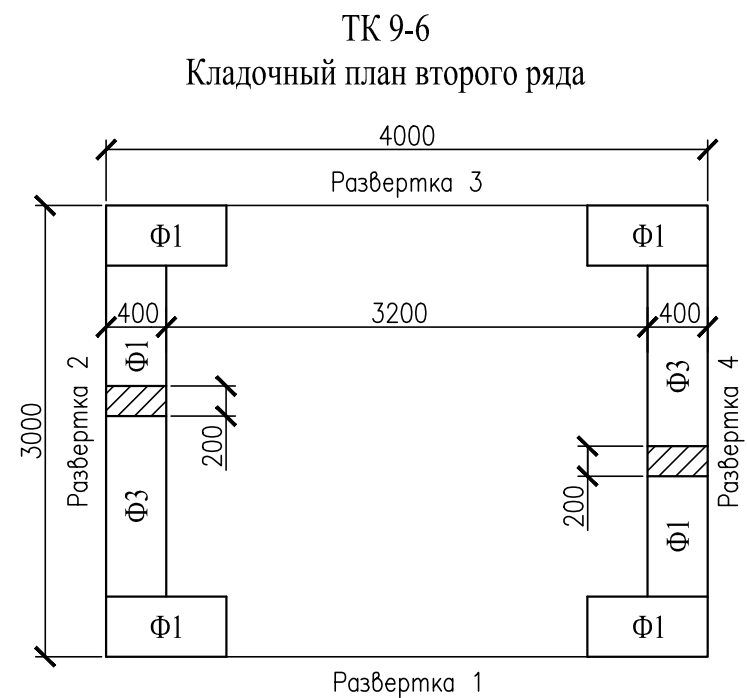 ТК 9-6
Кладочный план второго ряда
4000
Развертка 3
Ф1
Ф1
400
3200
400
Ф1
Ф3
Развертка 2
3000
Развертка 4
200
200
Ф3
Ф1
Ф1
Ф1
Развертка 1